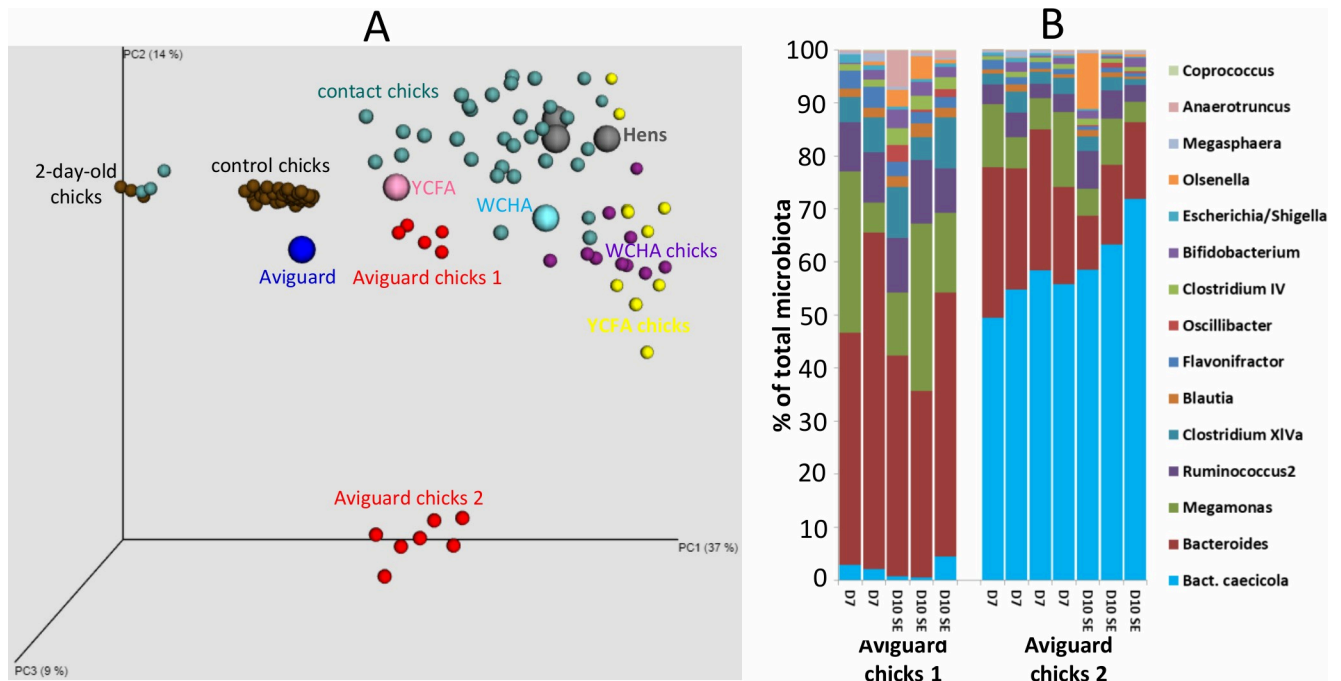 A
PC2 (14 %)
contact chicks
Hens
2-day-old
chicks
control chicks
YCFA
WCHA
Aviguard
Aviguard chicks 1
WCHA chicks
YCFA chicks
Aviguard chicks 2
PC1 (37 %)
PC3 (9 %)
B
% of total microbiota
100
90
80
70
60
50
40
30
20
10
0
D7
D7
D10 SE
D10 SE
D10 SE
D7
D7
D7
D7
D10 SE
D10 SE
D10 SE
Aviguard
chicks 1
Aviguard
chicks 2
Coprococcus
Anaerotruncus
Megasphaera
Olsenella
Escherichia/Shigella
Bifidobacterium
Clostridium IV
Oscillibacter
Flavonifractor
Blautia
Clostridium XlVa
Ruminococcus2
Megamonas
Bacteroides
Bact. caecicola